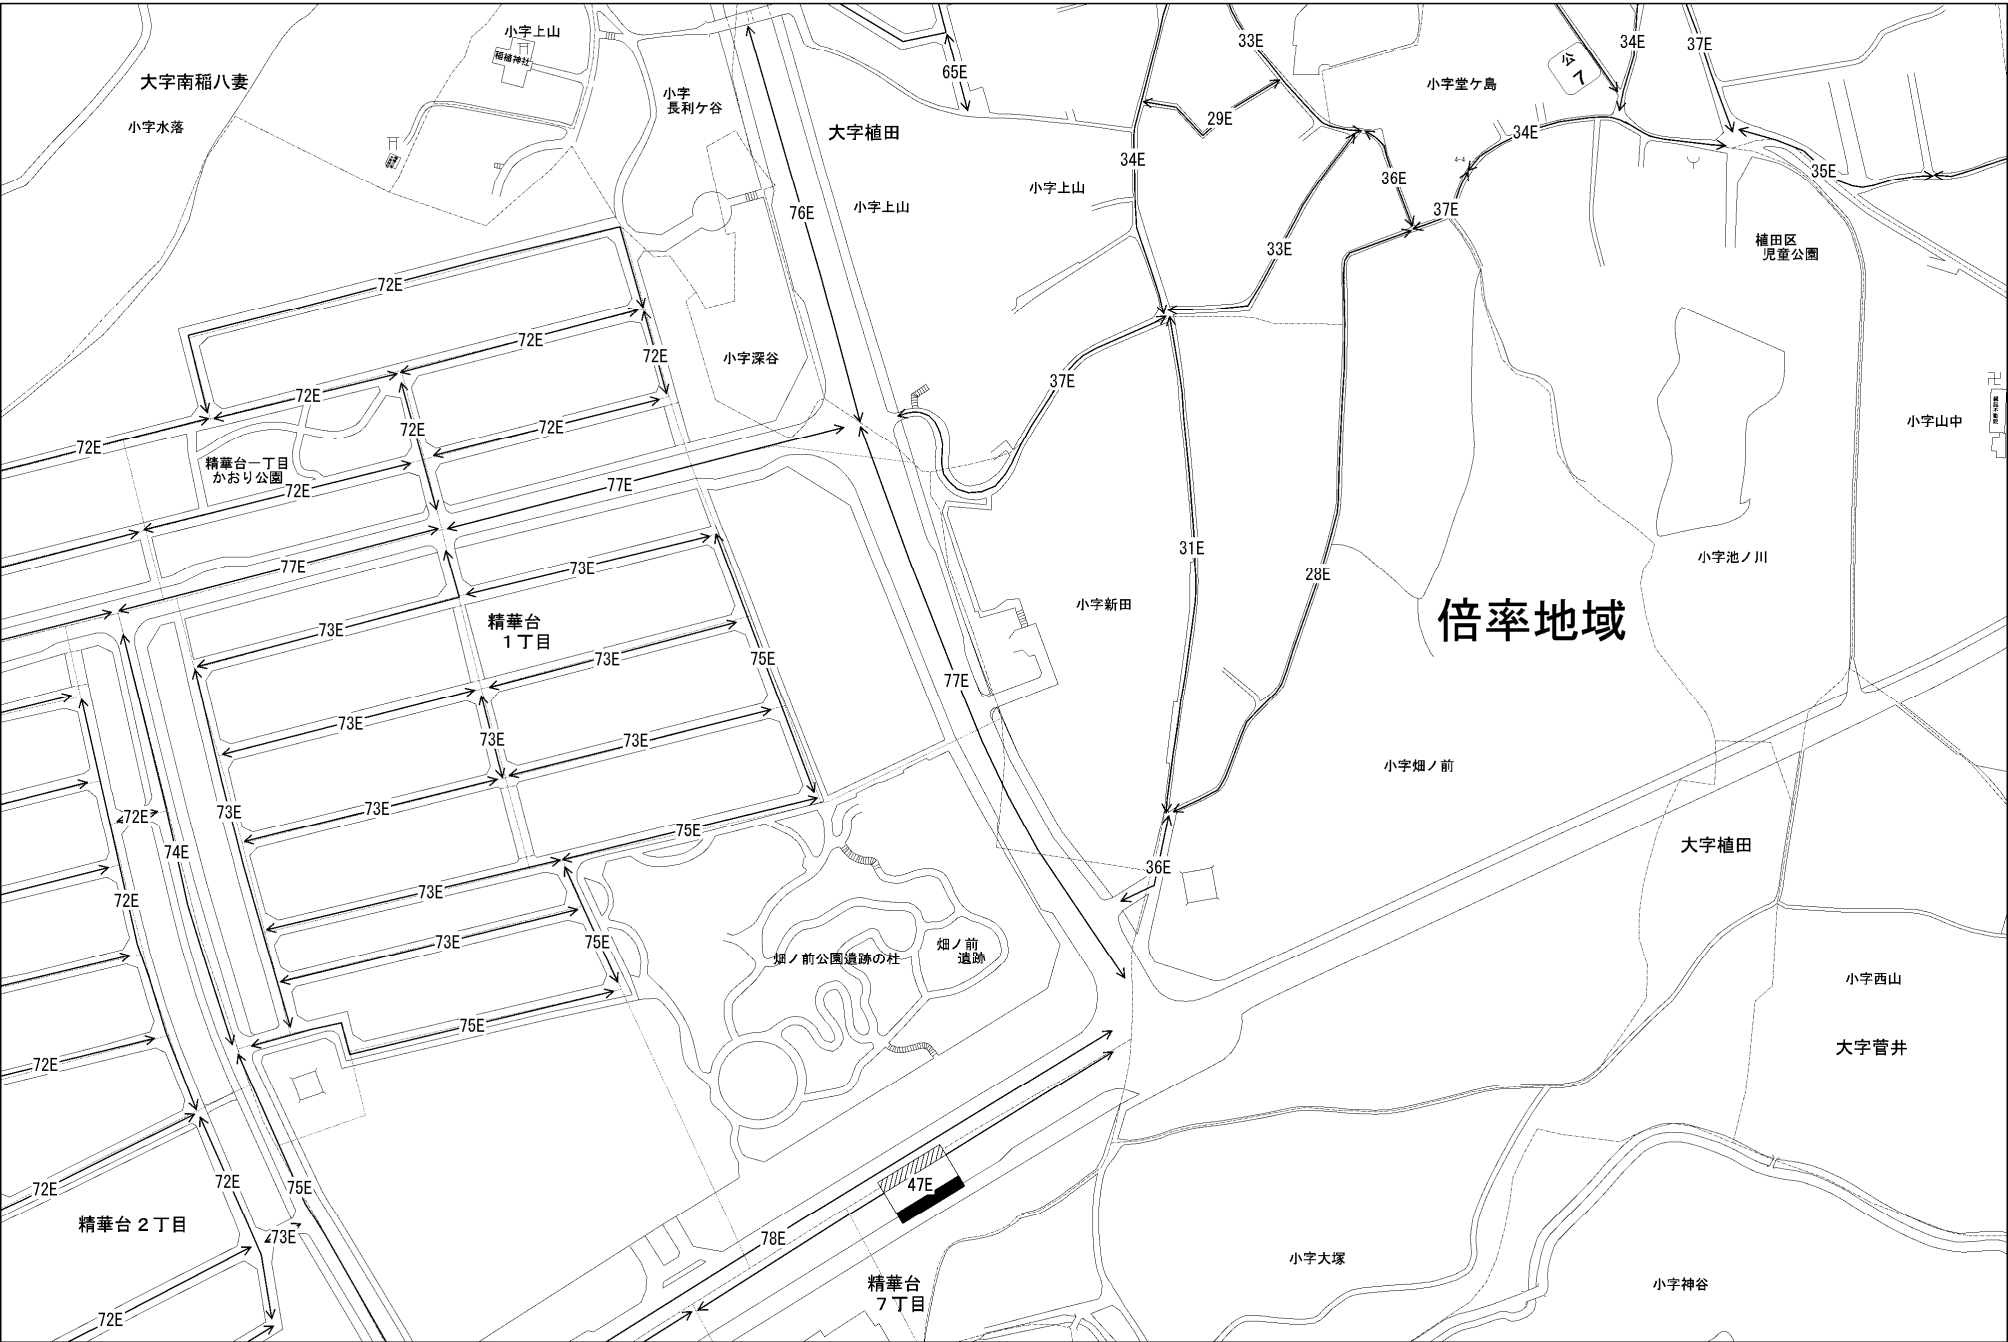 小字上山
稲植神社
大字南稲八妻
小字水落
小字
長利ケ谷
大字植田
小字上山
小字上山
小字堂ケ島
公
7
植田区
児童公園
小字深谷
小字山中
精華台一丁目
かおり公園
小字池ノ川
小字新田
倍率地域
精華台
1丁目
小字畑ノ前
大字植田
畑ノ前
遺跡
畑ノ前公園遺跡の杜
小字西山
大字菅井
精華台2丁目
精華台
7丁目
小字大塚
小字神谷
4-4
65E
33E
34E
37E
29E
34E
34E
36E
35E
37E
76E
33E
72E
72E
72E
72E
37E
72E
72E
72E
72E
77E
31E
77E
73E
28E
73E
73E
75E
77E
73E
73E
73E
73E
73E
72E
75E
74E
36E
73E
72E
73E
75E
75E
72E
72E
75E
72E
47E
73E
78E
72E